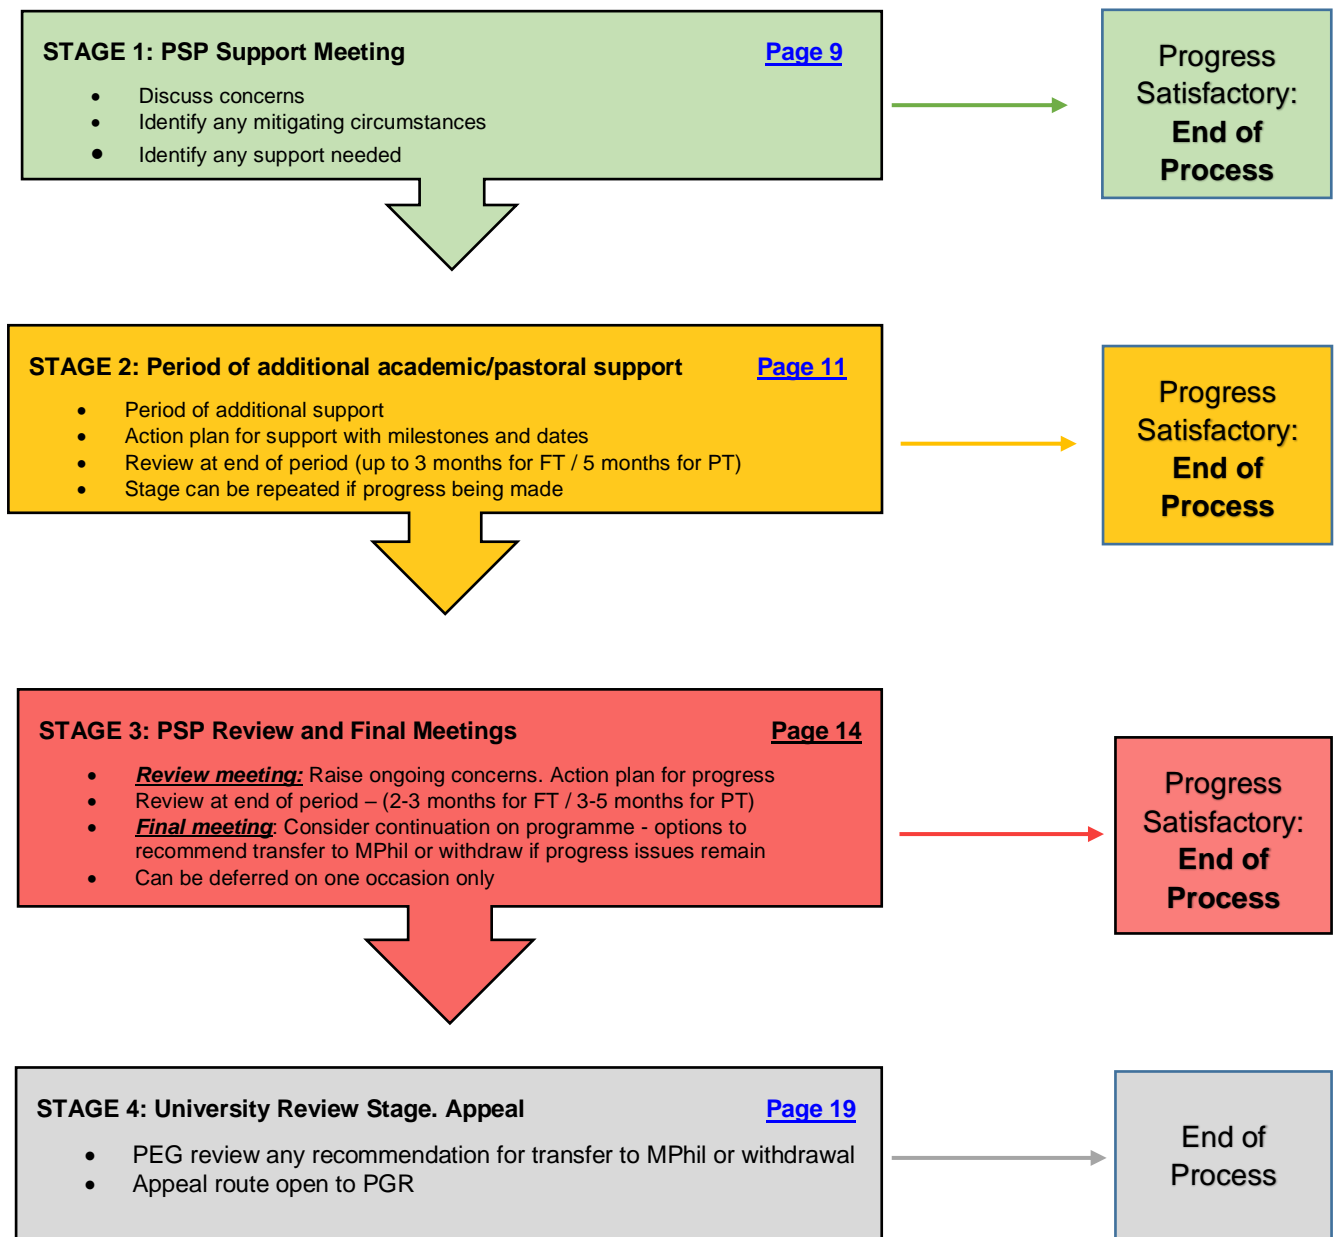 STAGE 1: PSP Support Meeting Page 9
• Discuss concerns
• Identify any mitigating circumstances
• Identify any support needed
Progress
Satisfactory:
End of
Process
STAGE 2: Period of additional academic/pastoral support Page 11
• Period of additional support
• Action plan for support with milestones and dates
• Review at end of period (up to 3 months for FT / 5 months for PT)
• Stage can be repeated if progress being made
Progress
Satisfactory:
End of
Process
STAGE 3: PSP Review and Final Meetings Page 14
• Review meeting: Raise ongoing concerns. Action plan for progress
• Review at end of period – (2-3 months for FT / 3-5 months for PT)
• Final meeting: Consider continuation on programme - options to
recommend transfer to MPhil or withdraw if progress issues remain
• Can be deferred on one occasion only
Progress
Satisfactory:
End of
Process
STAGE 4: University Review Stage. Appeal Page 19
• PEG review any recommendation for transfer to MPhil or withdrawal
• Appeal route open to PGR
End of
Process